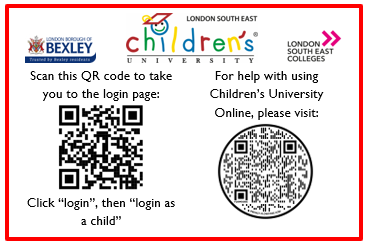 LONDON BOROUGH OF
BEXLEY
Trusted by Bexley residents
LONDON SOUTH EAST
children's
UNIVERSITY
LONDON
SOUTH EAST
COLLEGES
Scan this QR code to take
you to the login page:
Click “login”, then “login as
a child”
For help with using
Children’s University
Online, please visit: